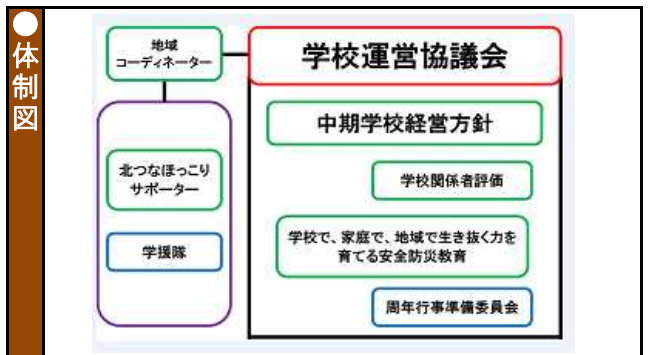 ●体制図
地域
コーディネーター
学校運営協議会
中期学校経営方針
北つなほっこり
サポーター
学校関係者評価
学援隊
学校で、家庭で、地域で生き抜く力を
育てる安全防災教育
周年行事準備委員会